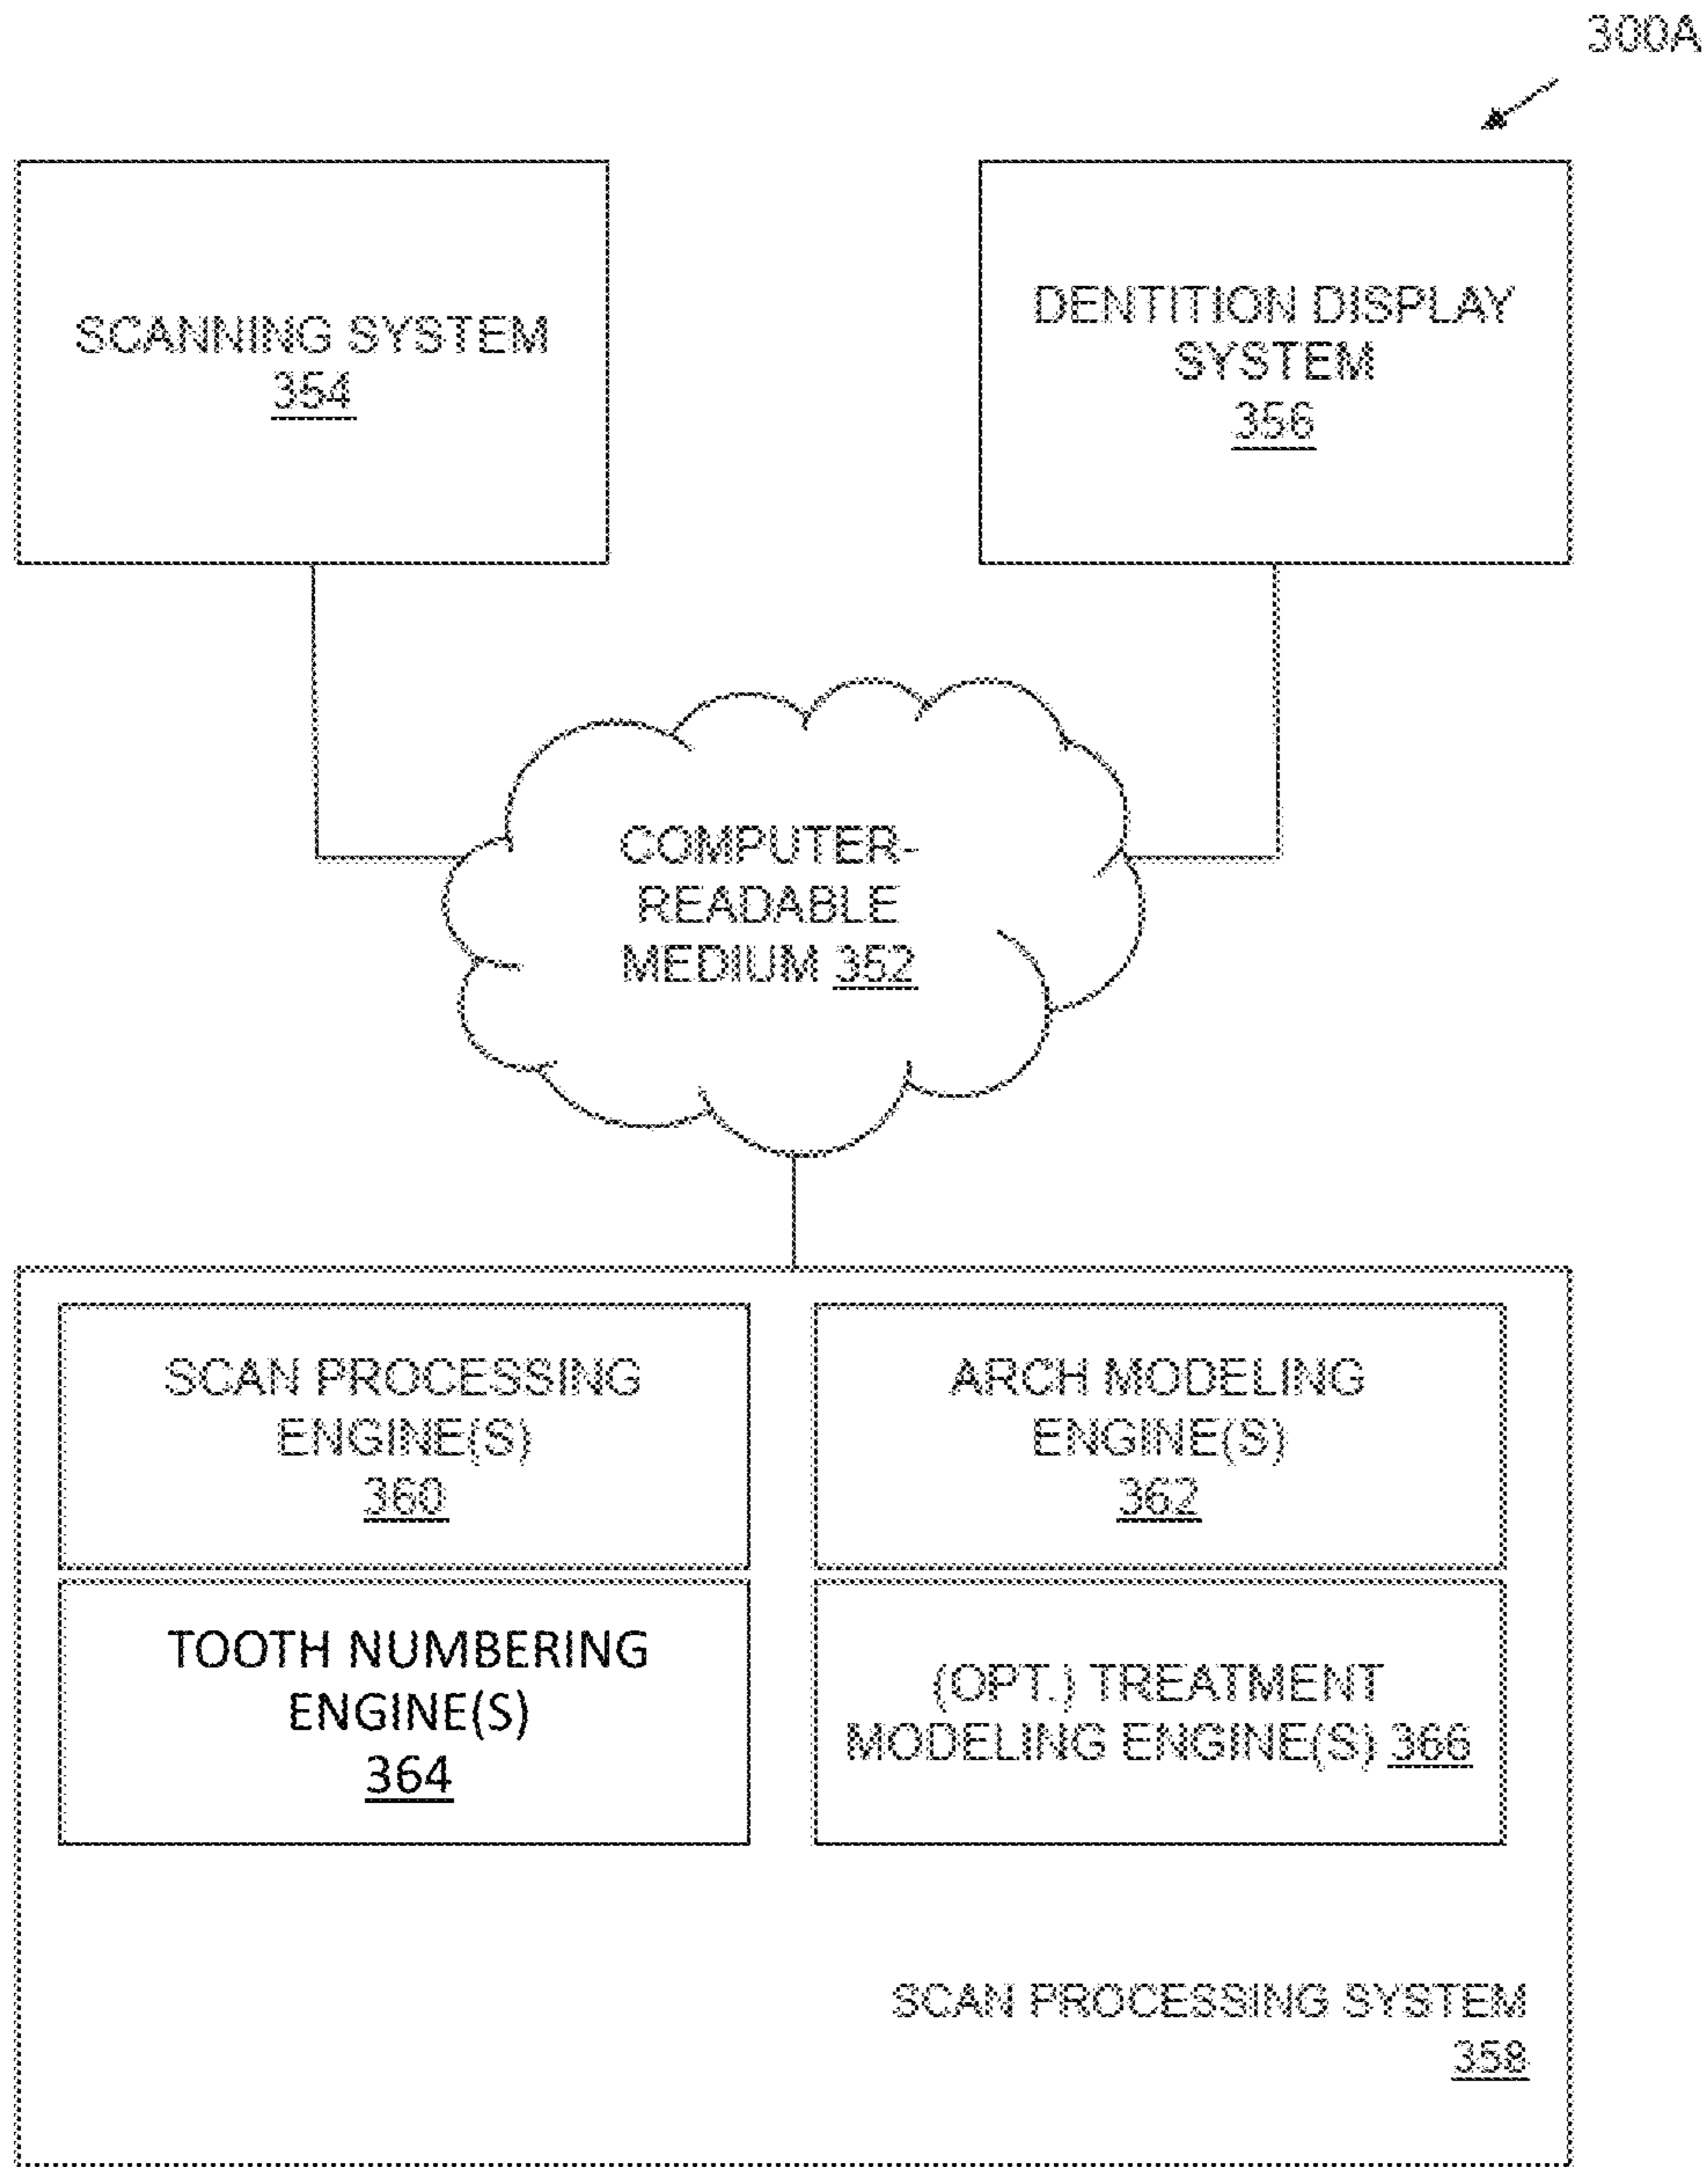 300A
SCANNING SYSTEM
354
DENTITION DISPLAY
SYSTEM
356
COMPUTER-
READABLE
MEDIUM 352
SCAN PROCESSING
ENGINE(S)
360
ARCH MODELING
ENGINE(S)
362
TOOTH NUMBERING
ENGINE(S)
364
(OPT.) TREATMENT
MODELING ENGINE(S) 366
SCAN PROCESSING SYSTEM
358